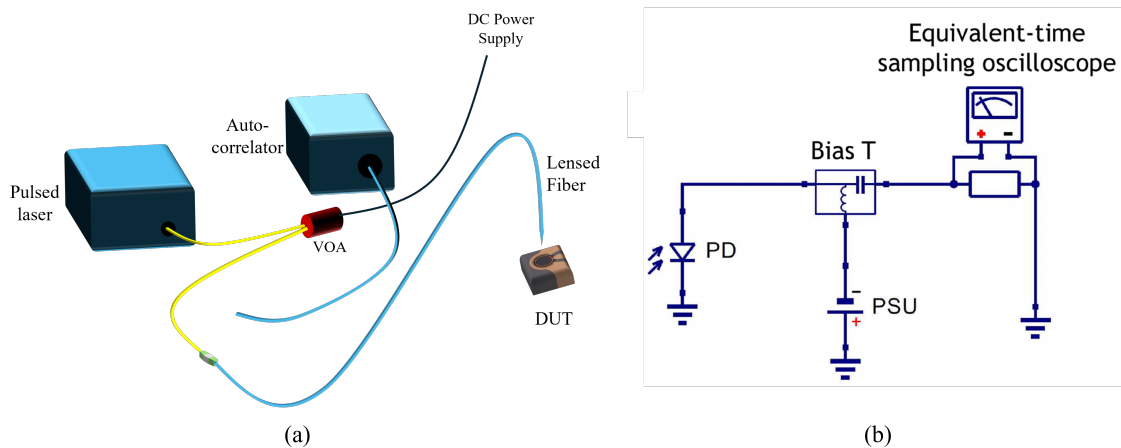 DC Power
Supply
Auto-
correlator
Pulsed
laser
VOA
Lensed
Fiber
DUT
(a)
Equivalent-time
sampling oscilloscope
+ -
Bias T
PD
-
PSU
+
(b)